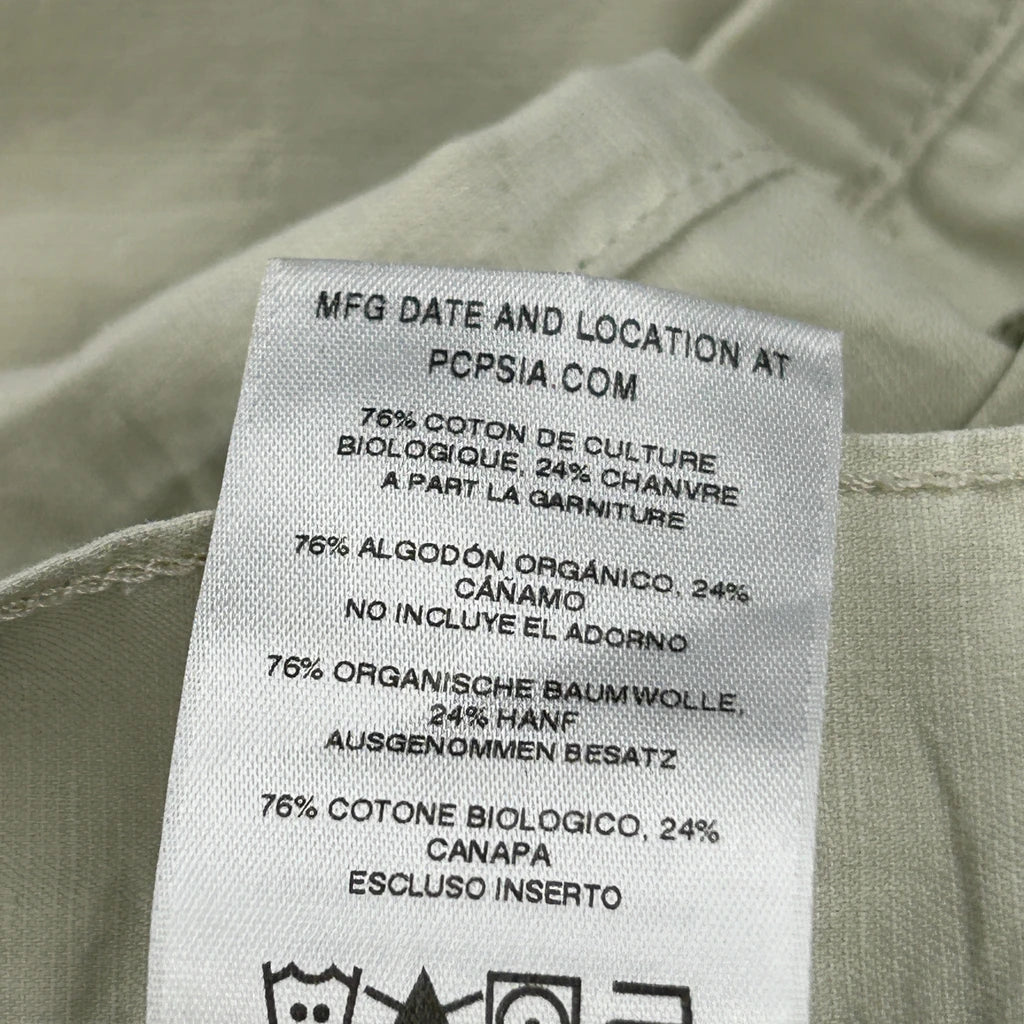 MFG DATE AND LOCATION AT
PCPSIA.COM
76% COTON DE CULTURE
BIOLOGIQUE, 24% CHANVRE
A PART LA GARNITURE
76% ALGODÓN ORGÁNICO, 24%
CÁÑAMO
NO INCLUYE EL ADORNO
76% ORGANISCHE BAUMWOLLE,
24% HANF
AUSGENOMMEN BESATZ
76% COTONE BIOLOGICO, 24%
CANAPA
ESCLUSO INSERTO